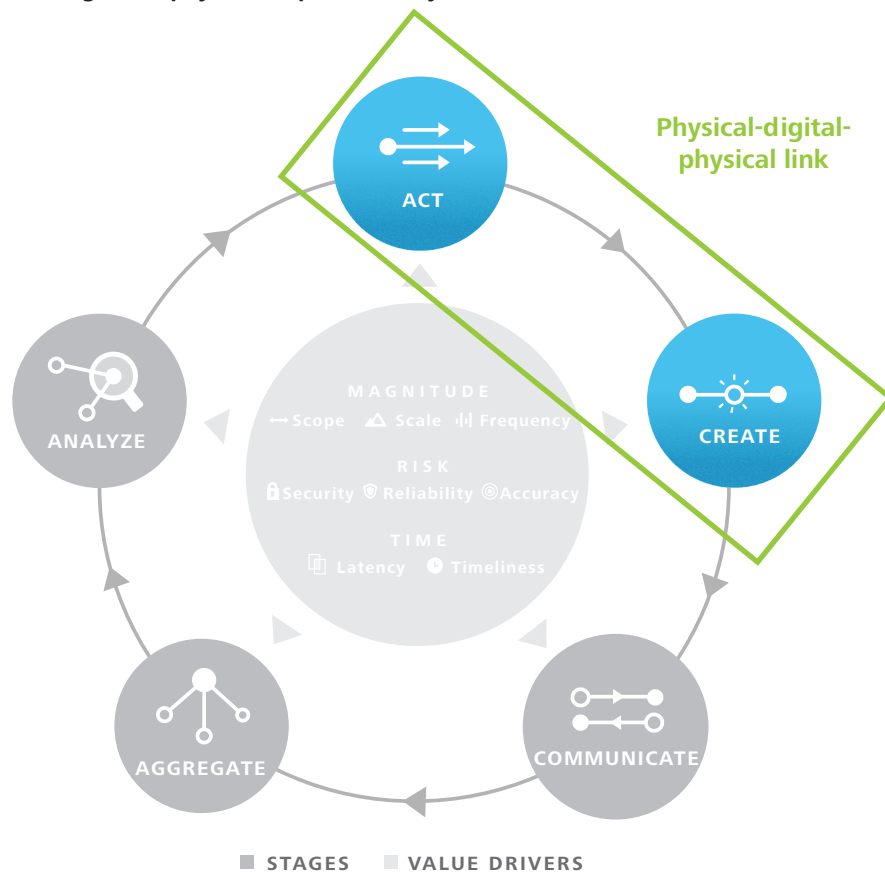 Physical-digital-
physical link
ACT
CREATE
ANALYZE
MAGNITUDE
Scope Scale Frequency
RISK
Security Reliability Accuracy
TIME
Latency Timeliness
AGGREGATE
COMMUNICATE
STAGES VALUE DRIVERS